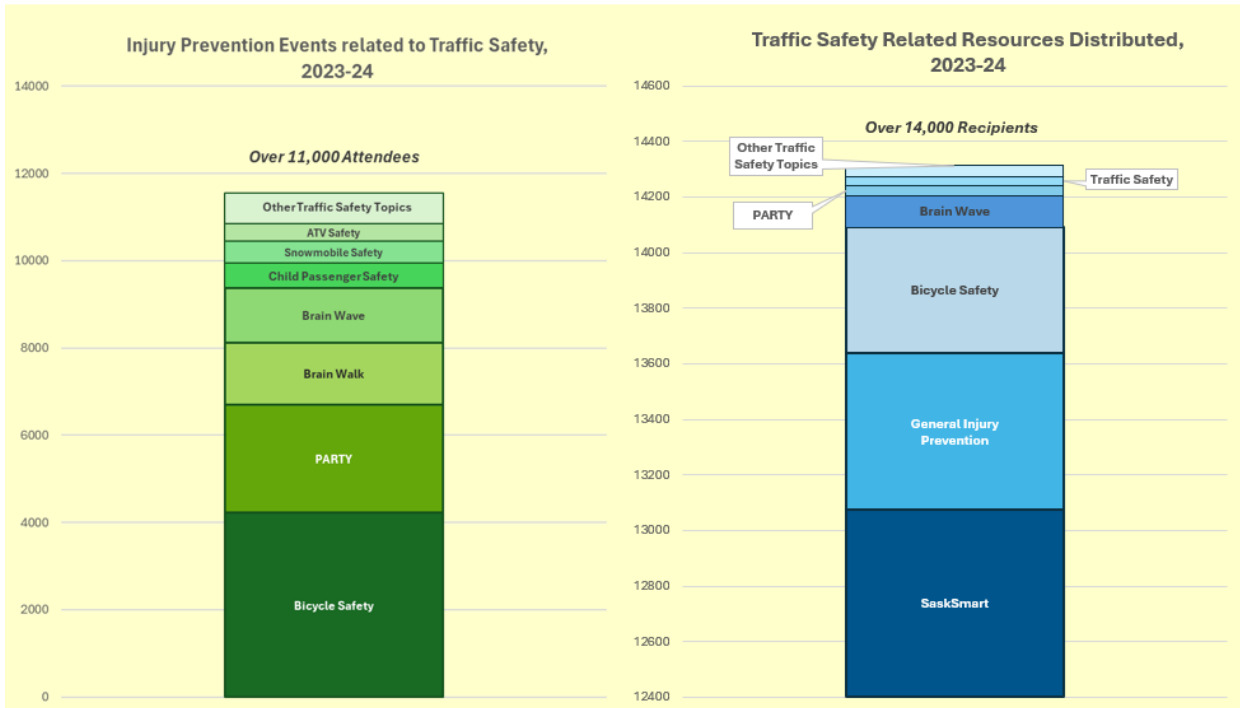 Injury Prevention Events related to Traffic Safety,
2023-24
14000
12000
10000
8000
6000
4000
2000
0
Over 11,000 Attendees
Other Traffic Safety Topics
ATV Safety
Snowmobile Safety
Child Passenger Safety
Brain Wave
Brain Walk
PARTY
Bicycle Safety
Traffic Safety Related Resources Distributed,
2023-24
14600
14400
14200
14000
13800
13600
13400
13200
13000
12800
12600
12400
Over 14,000 Recipients
Other Traffic
Safety Topics
Traffic Safety
PARTY
Brain Wave
Bicycle Safety
General Injury
Prevention
SaskSmart